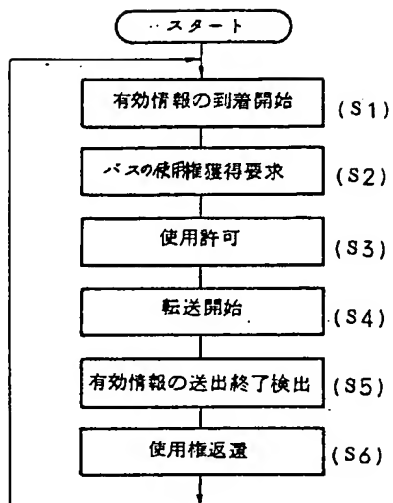 スタート
有効情報の到着開始 (S1)
バスの使用権獲得要求 (S2)
使用許可 (S3)
転送開始 (S4)
有効情報の送出終了検出 (S5)
使用権返還 (S6)